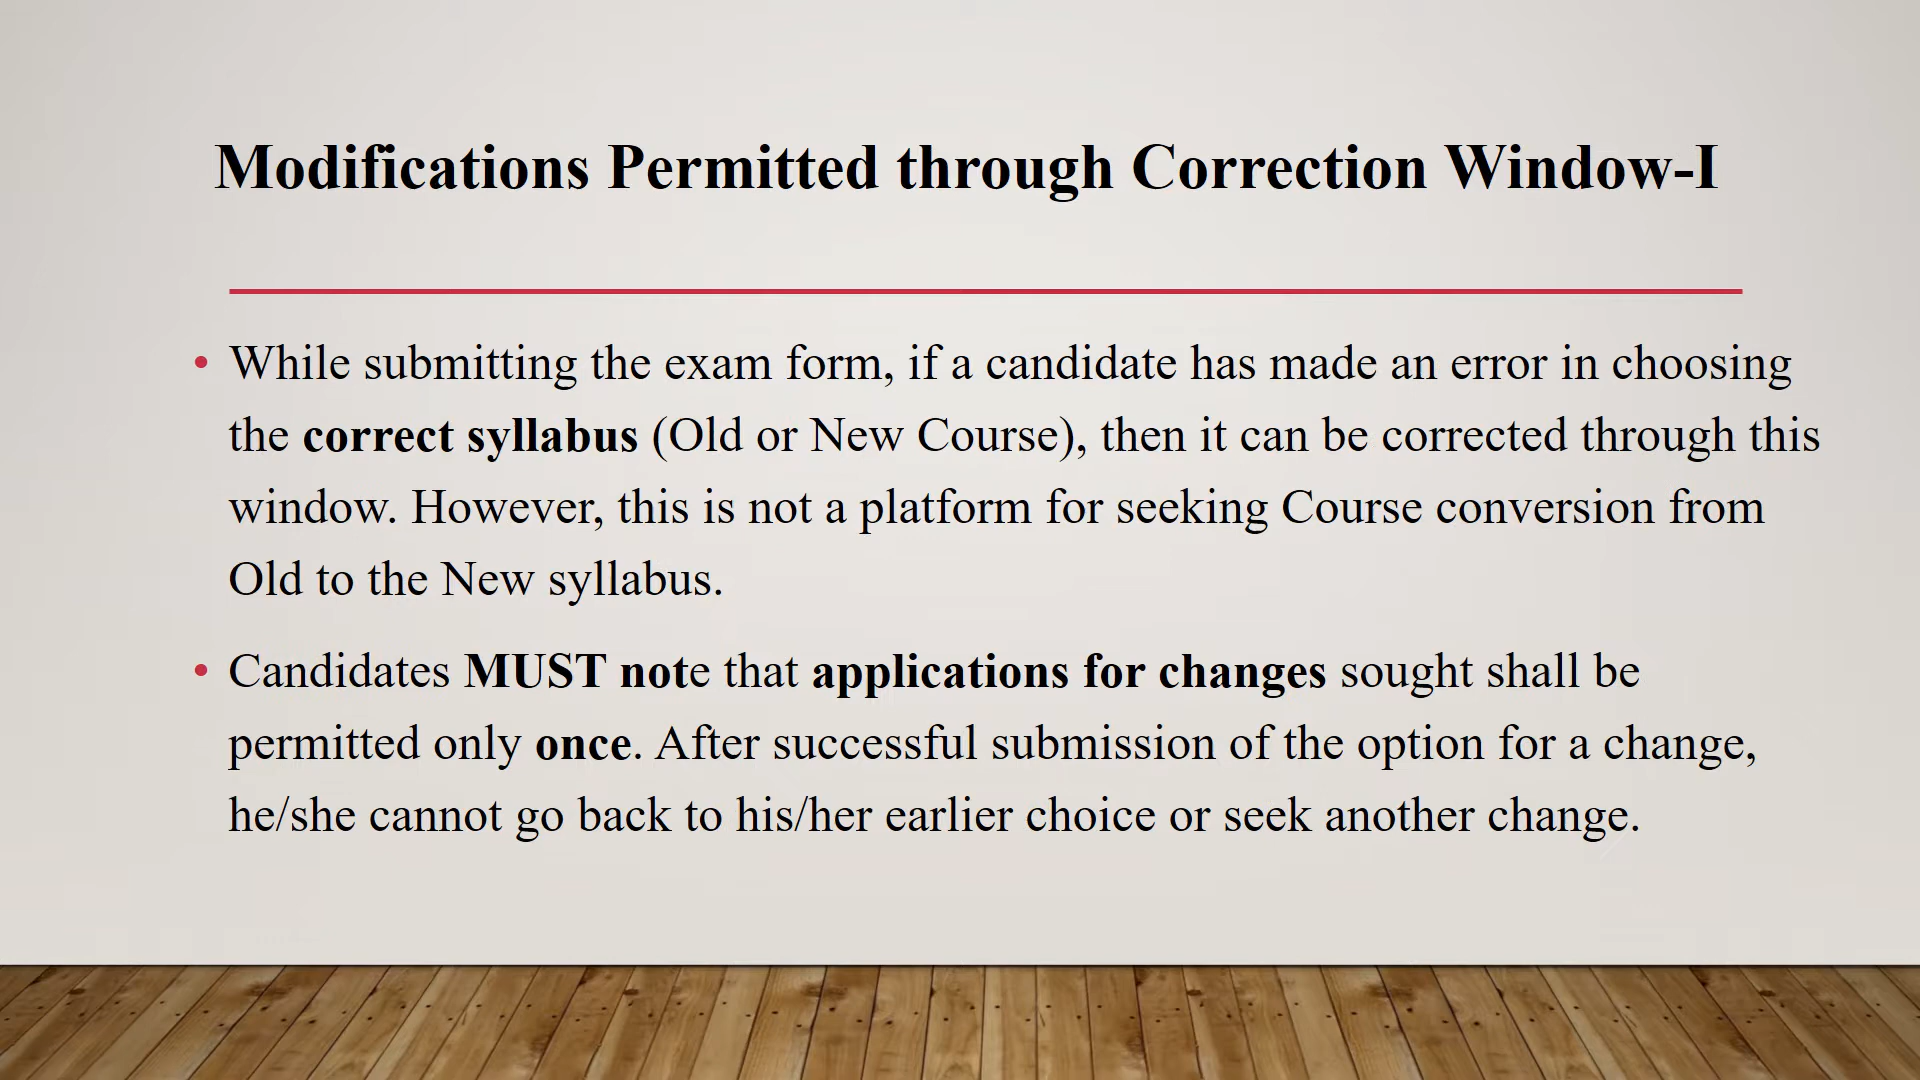 Modifications Permitted through Correction Window-I
• While submitting the exam form, if a candidate has made an error in choosing
the correct syllabus (Old or New Course), then it can be corrected through this
window. However, this is not a platform for seeking Course conversion from
Old to the New syllabus.
• Candidates MUST note that applications for changes sought shall be
permitted only once. After successful submission of the option for a change,
he/she cannot go back to his/her earlier choice or seek another change.